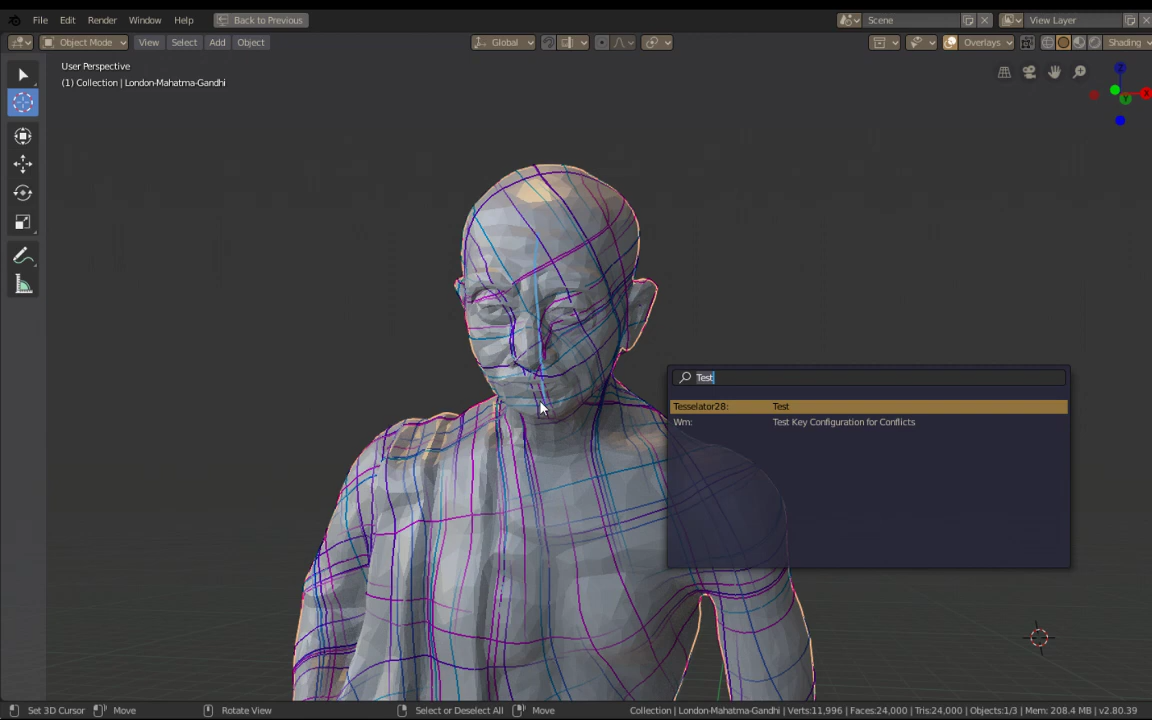 File Edit Render Window Help Back to Previous Scene View Layer
Object Mode View Select Add Object Global Overlays Shading
User Perspective
(1) Collection | London-Mahatma-Gandhi
Z
X
Y
Test
Tesselator28: Test
Wm: Test Key Configuration for Conflicts
Set 3D Cursor Move Rotate View Select or Deselect All Move Collection | London-Mahatma-Gandhi | Verts:11,996 | Faces:24,000 | Tris:24,000 | Objects:1/3 | Mem: 208.4 MB | v2.80.39